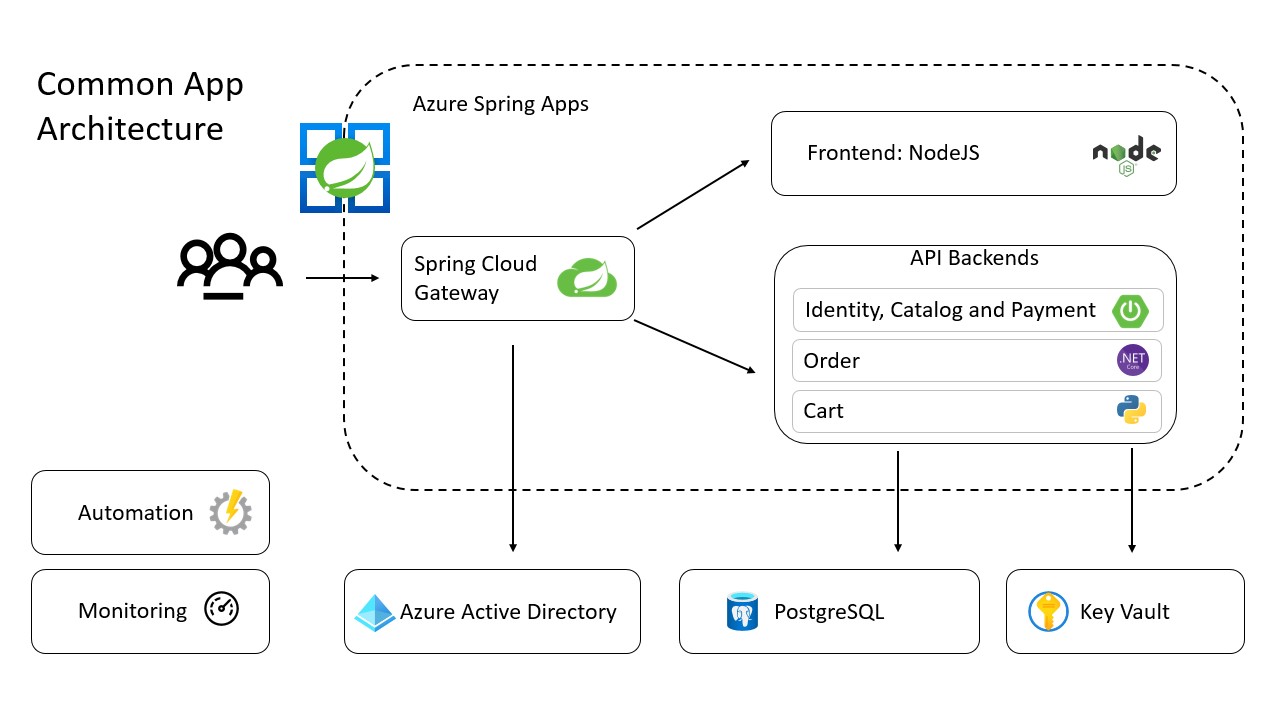 Common App
Architecture
Azure Spring Apps
Frontend: NodeJS
node
JS
Spring Cloud
Gateway
API Backends
Identity, Catalog and Payment
Order
.NET
Core
Cart
Automation
Monitoring
Azure Active Directory
PostgreSQL
Key Vault